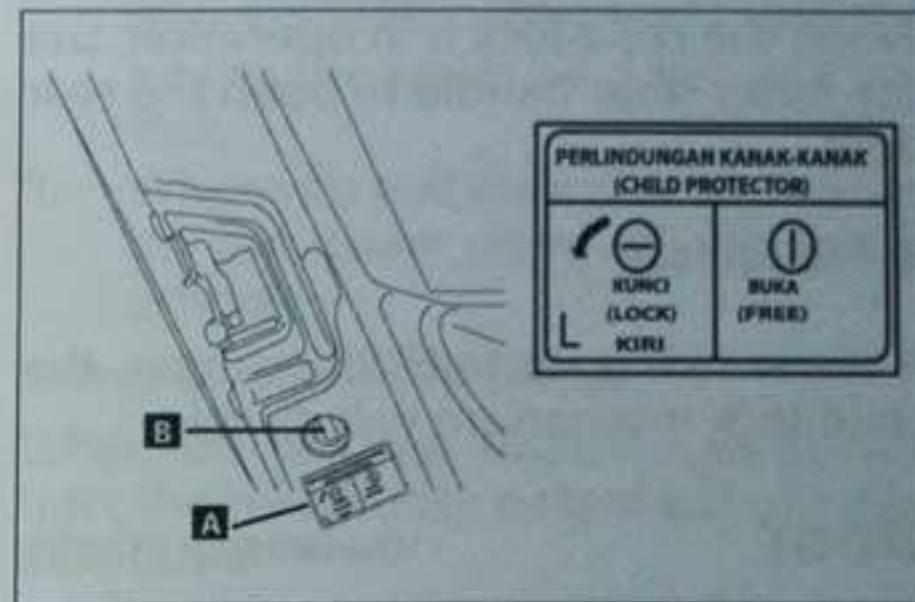 PERLINDUNGAN KANAK-KANAK
(CHILD PROTECTOR)
KUNCI
(LOCK)
L KIRI
BUKA
(FREE)
B
A